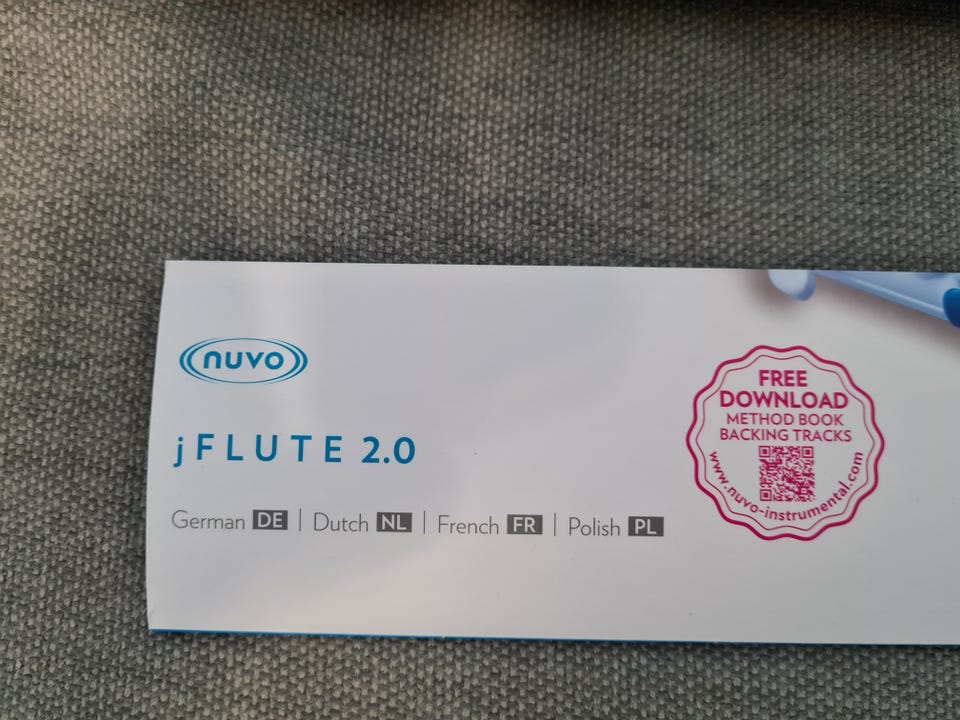 nuvo
jFLUTE 2.0
German DE | Dutch NL | French FR | Polish PL
FREE
DOWNLOAD
METHOD BOOK
BACKING TRACKS
www.nuvo-instrumental.com